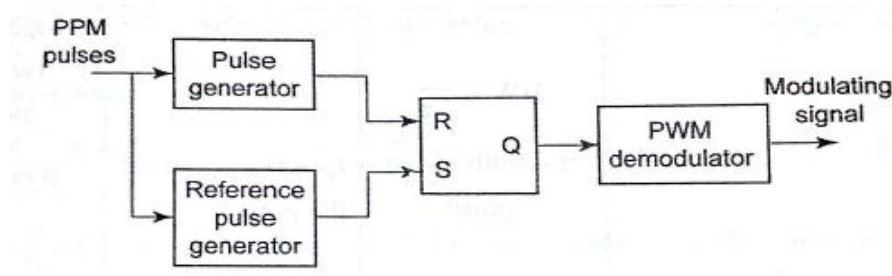 PPM
pulses
Pulse
generator
Reference
pulse
generator
R
S
Q
PWM
demodulator
Modulating
signal